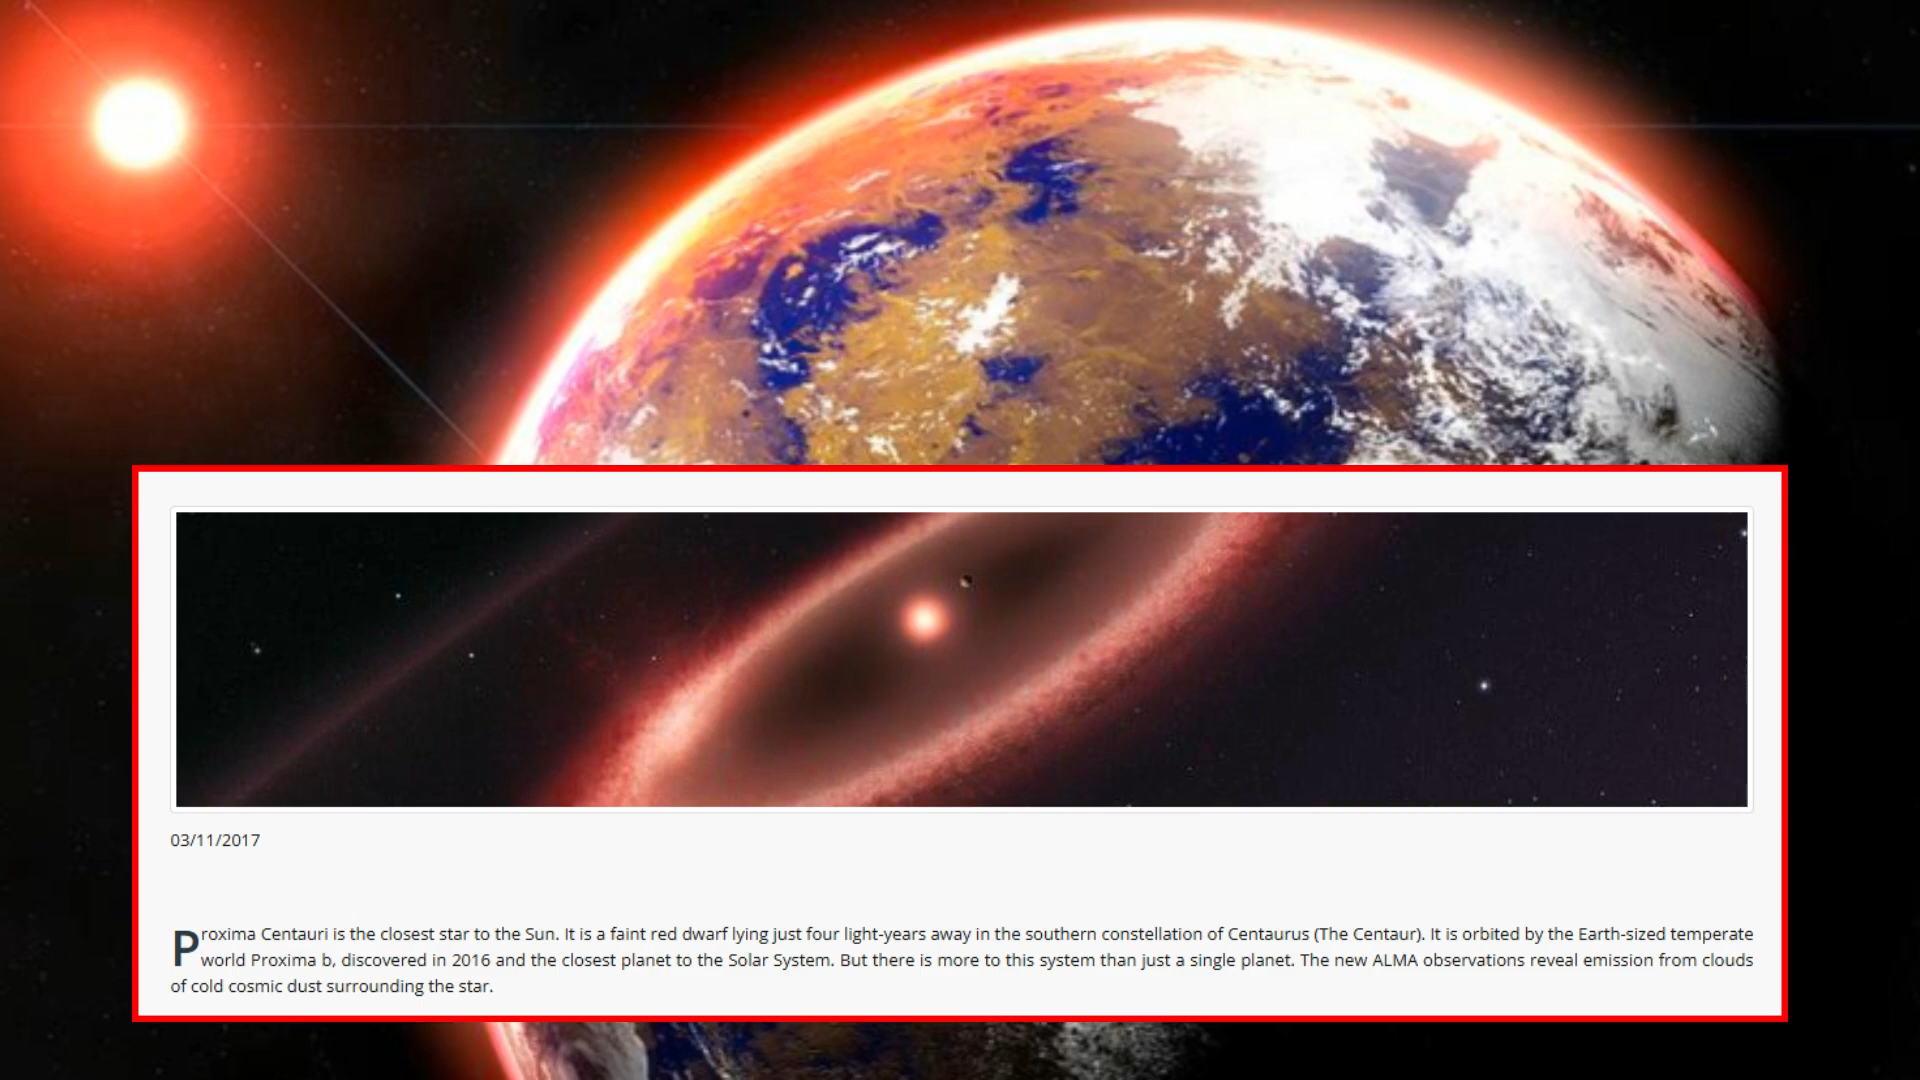 03/11/2017
Proxima Centauri is the closest star to the Sun. It is a faint red dwarf lying just four light-years away in the southern constellation of Centaurus (The Centaur). It is orbited by the Earth-sized temperate
world Proxima b, discovered in 2016 and the closest planet to the Solar System. But there is more to this system than just a single planet. The new ALMA observations reveal emission from clouds
of cold cosmic dust surrounding the star.